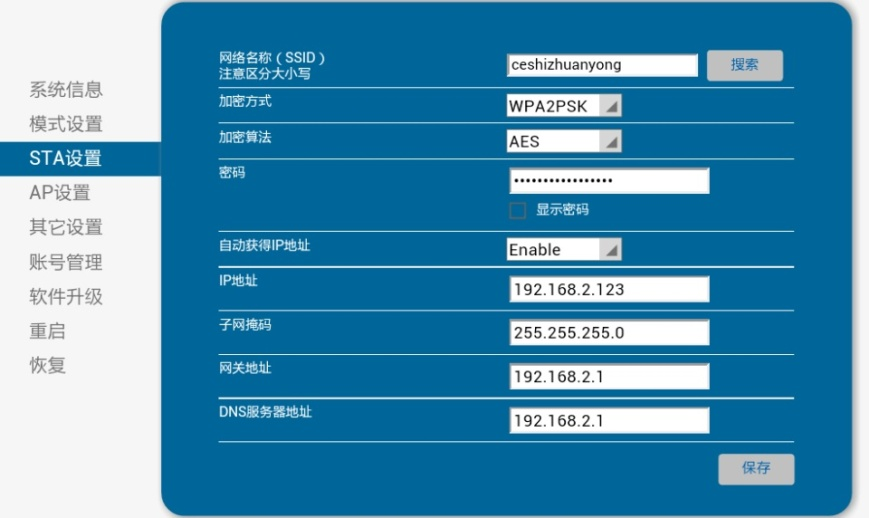 系统信息
模式设置
STA设置
AP设置
其它设置
账号管理
软件升级
重启
恢复
网络名称（SSID）
注意区分大小写
ceshizhuanyong
搜索
加密方式
WPA2PSK
加密算法
AES
密码
•••••••••••••••••
显示密码
自动获得IP地址
Enable
IP地址
192.168.2.123
子网掩码
255.255.255.0
网关地址
192.168.2.1
DNS服务器地址
192.168.2.1
保存